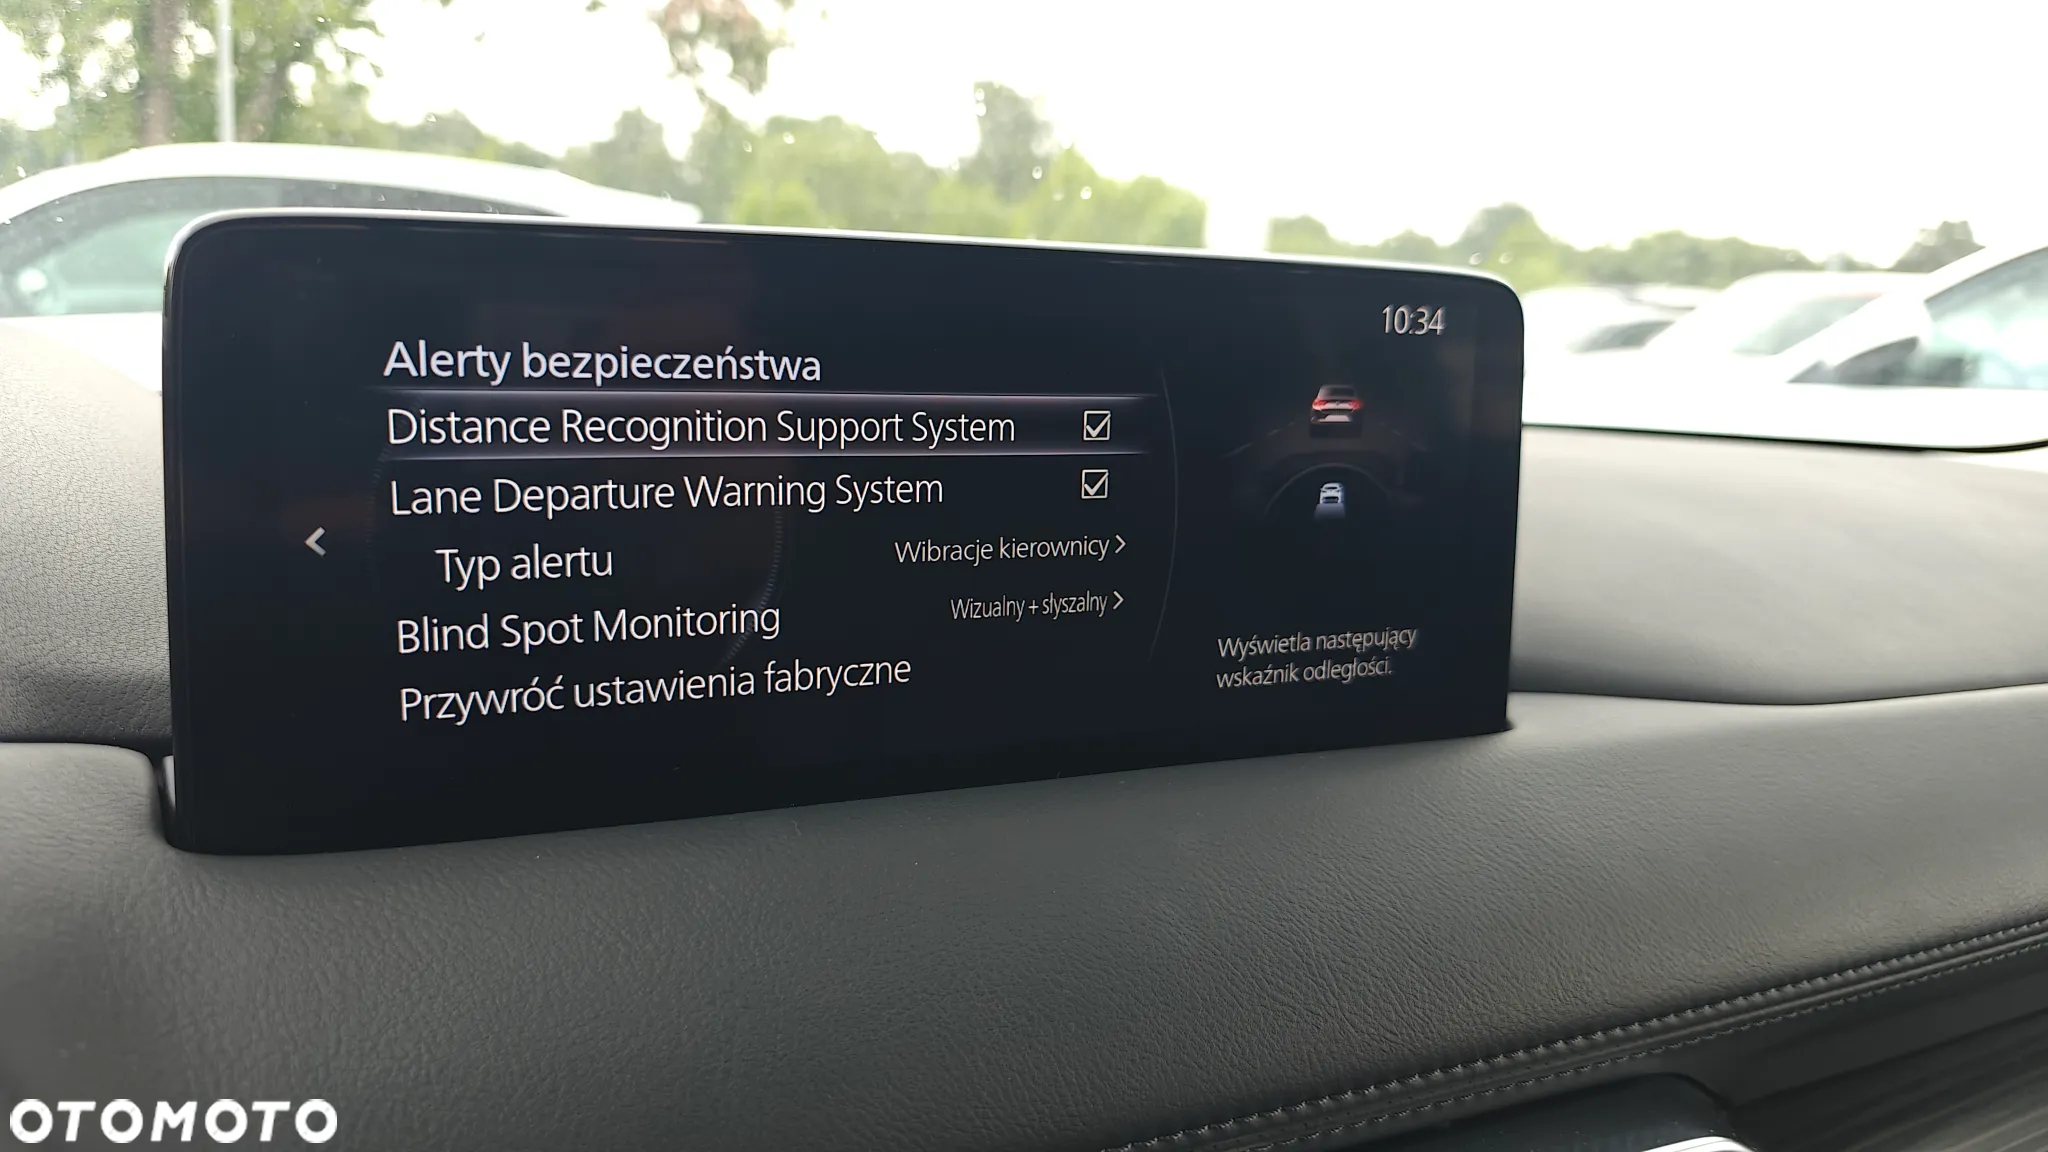 10:34
Alerty bezpieczeństwa
Distance Recognition Support System
Lane Departure Warning System
Typ alertu Wibracje kierownicy >
Blind Spot Monitoring Wizualny + słyszalny >
Przywróć ustawienia fabryczne
Wyświetla następujący
wskaźnik odległości.
OTOMOTO